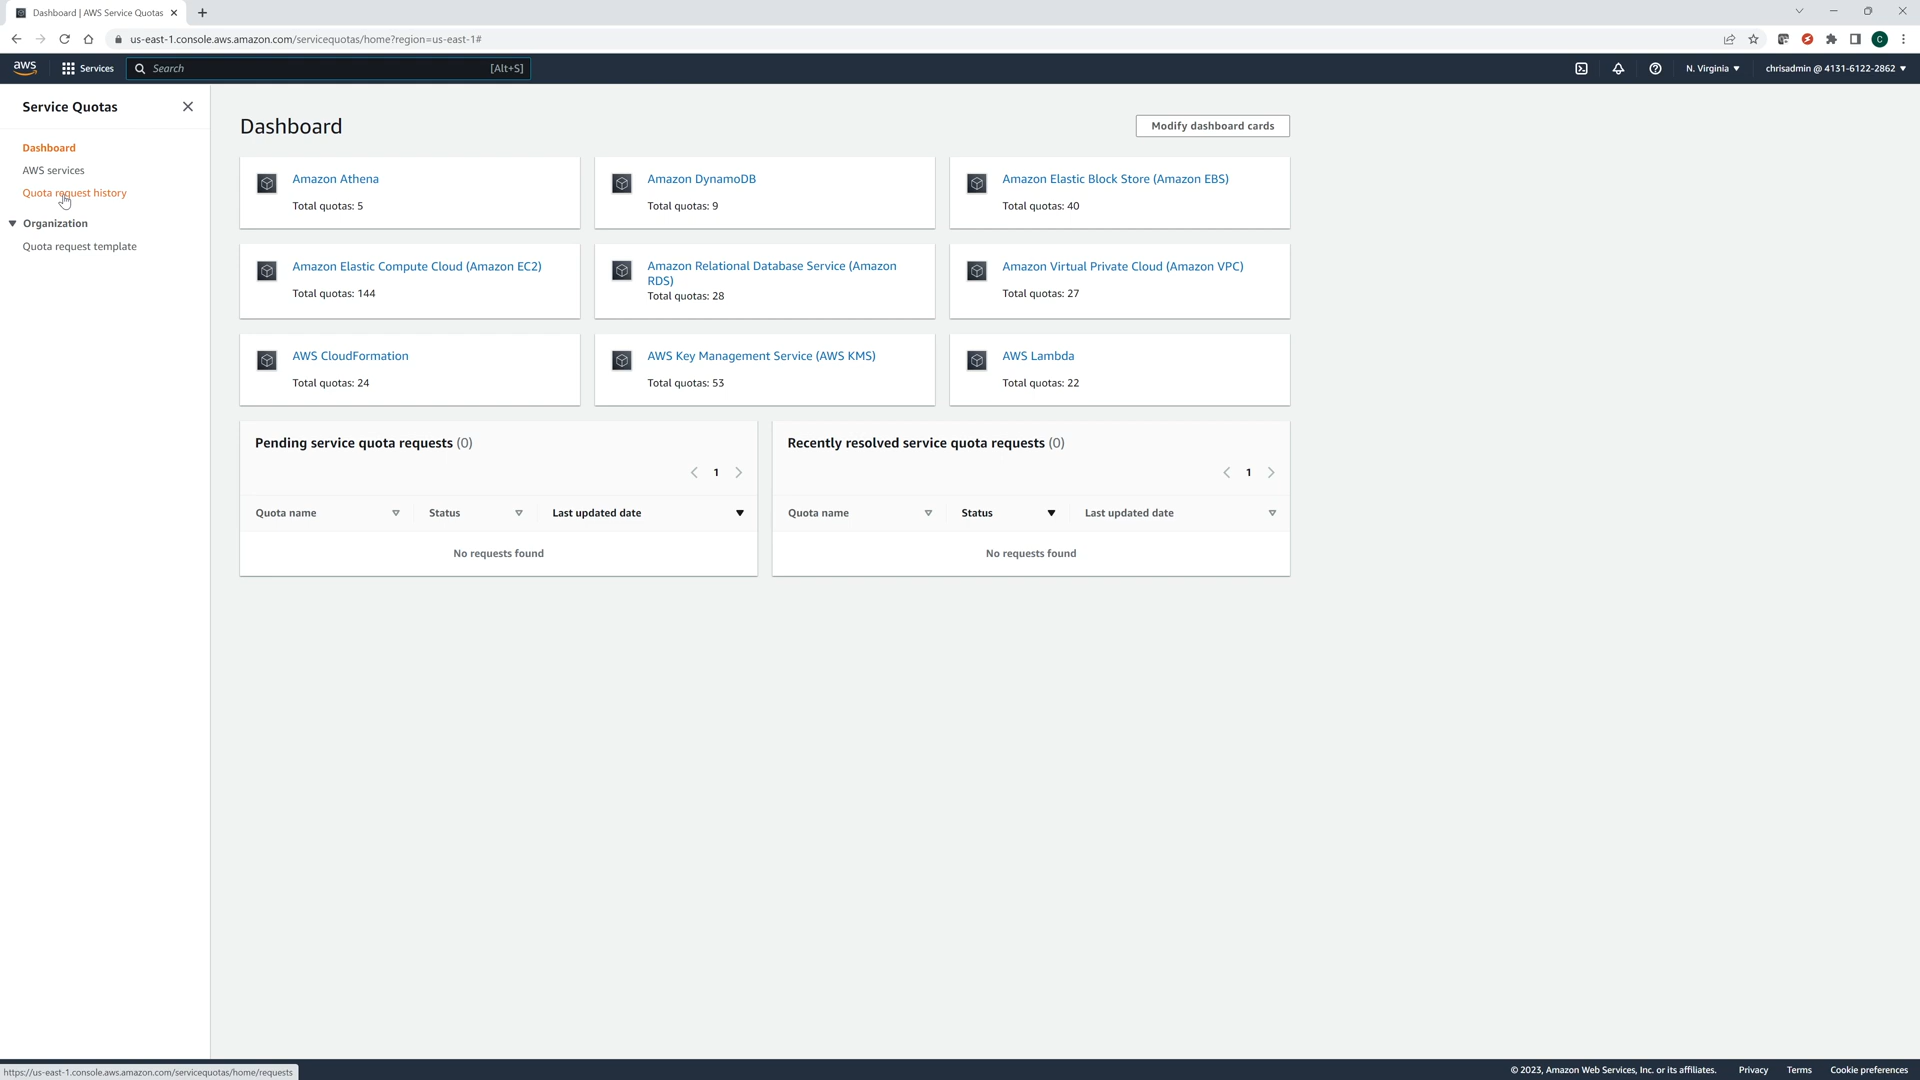 Dashboard | AWS Service Quotas
us-east-1.console.aws.amazon.com/servicequotas/home?region=us-east-1#
C
aws
Services
Search
[Alt+S]
N. Virginia
chrisadmin @ 4131-6122-2862
Service Quotas
Dashboard
AWS services
Quota request history
Organization
Quota request template
Dashboard
Modify dashboard cards
Amazon Athena
Total quotas: 5
Amazon DynamoDB
Total quotas: 9
Amazon Elastic Block Store (Amazon EBS)
Total quotas: 40
Amazon Elastic Compute Cloud (Amazon EC2)
Total quotas: 144
Amazon Relational Database Service (Amazon
RDS)
Total quotas: 28
Amazon Virtual Private Cloud (Amazon VPC)
Total quotas: 27
AWS CloudFormation
Total quotas: 24
AWS Key Management Service (AWS KMS)
Total quotas: 53
AWS Lambda
Total quotas: 22
Pending service quota requests (0)
1
Quota name
Status
Last updated date
No requests found
Recently resolved service quota requests (0)
1
Quota name
Status
Last updated date
No requests found
https://us-east-1.console.aws.amazon.com/servicequotas/home/requests
© 2023, Amazon Web Services, Inc. or its affiliates.
Privacy
Terms
Cookie preferences